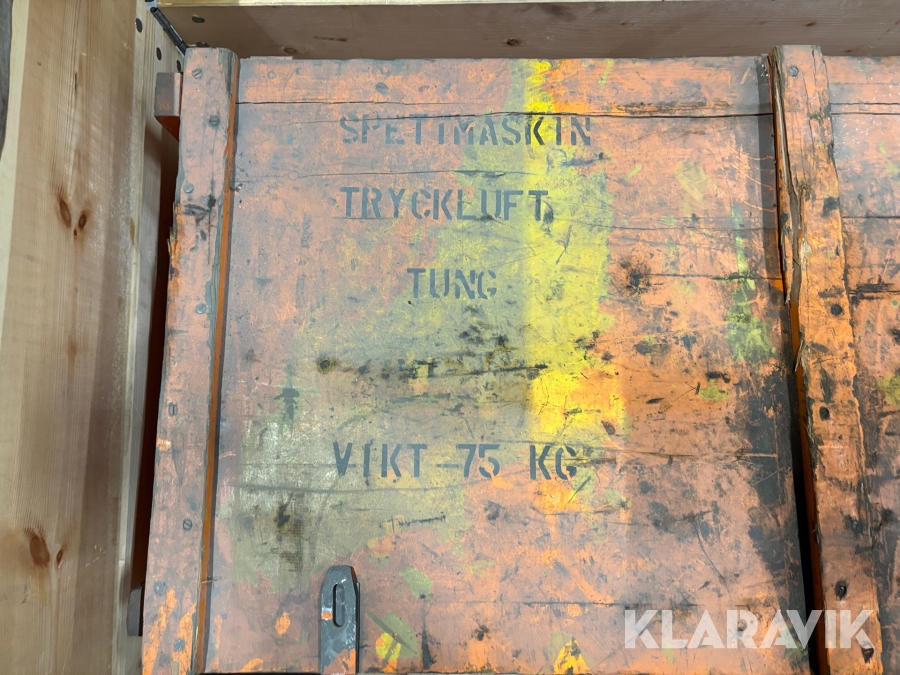 SPETTMASKIN
TRYCKLUFT
TUNG
VIKT-75 KG
KLARAVIK